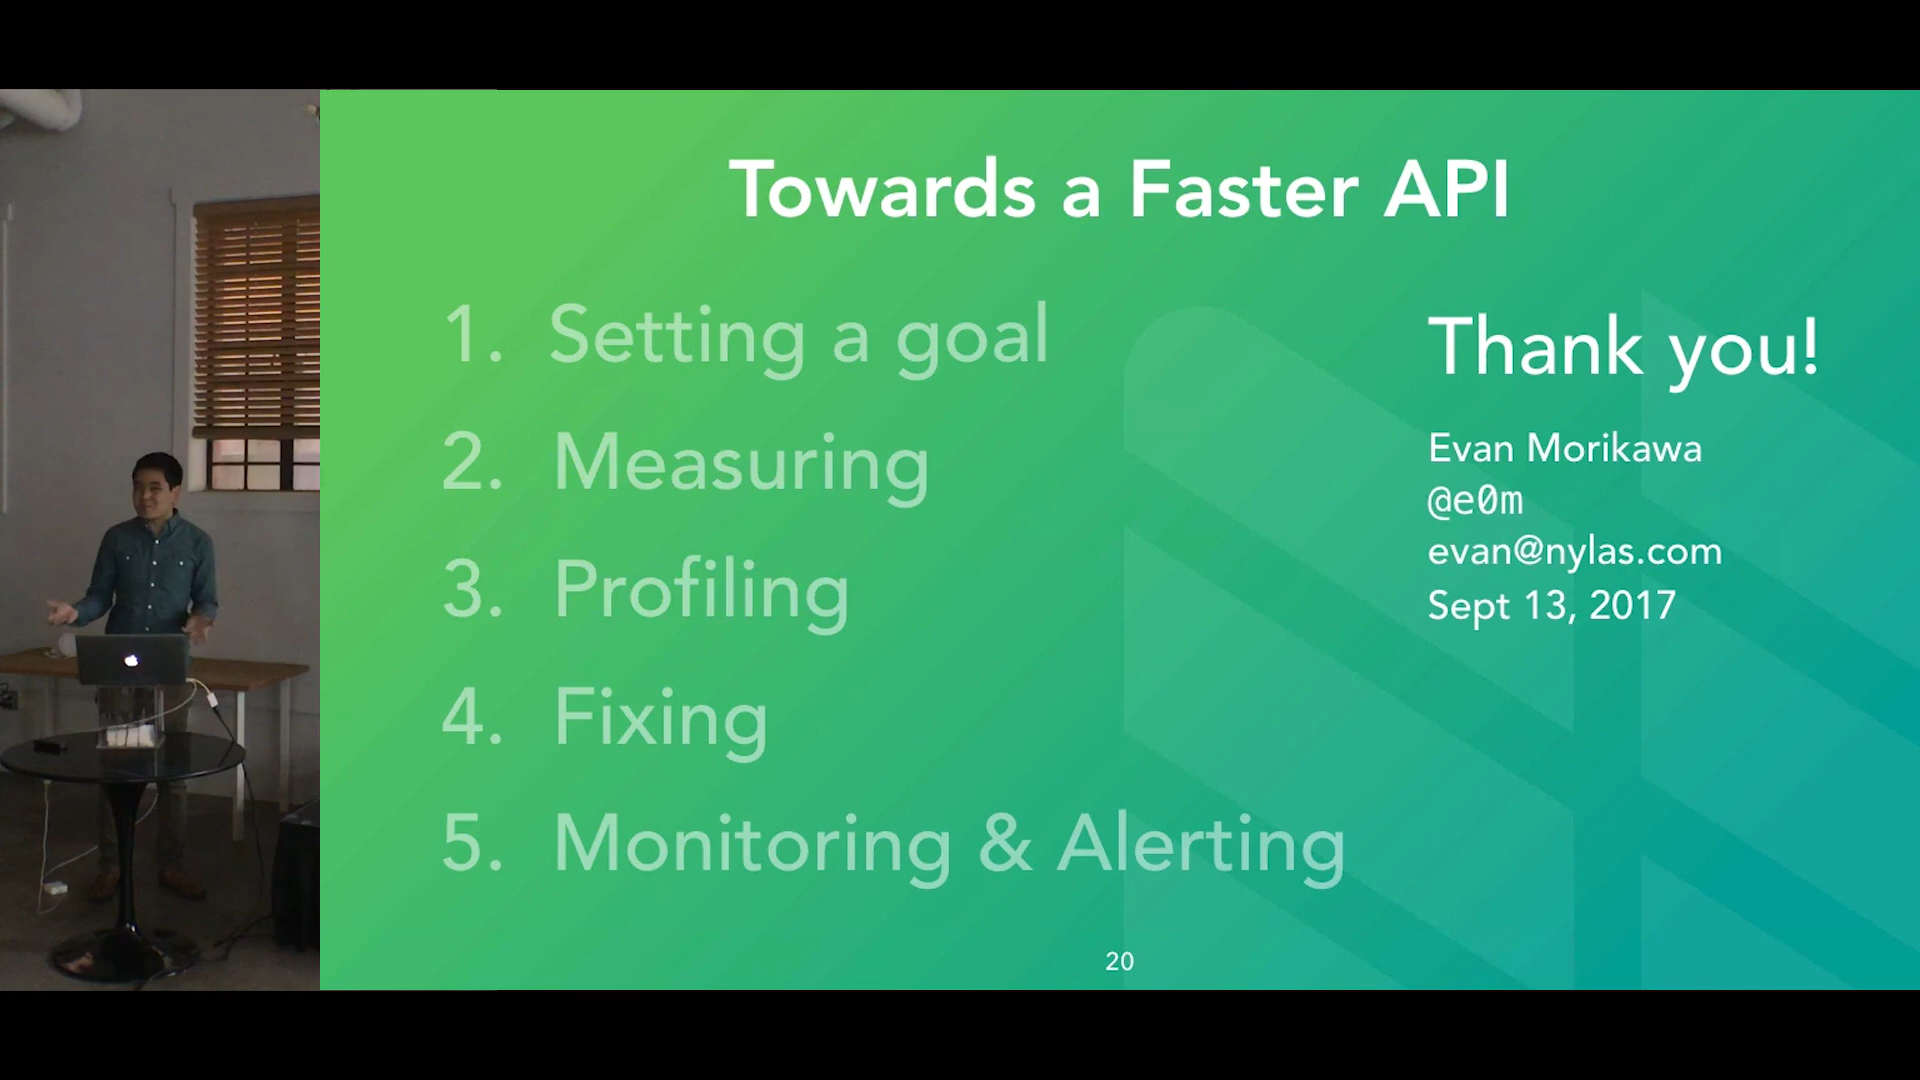 Towards a Faster API
1. Setting a goal
2. Measuring
3. Profiling
4. Fixing
5. Monitoring & Alerting
Thank you!
Evan Morikawa
@e0m
evan@nylas.com
Sept 13, 2017
20